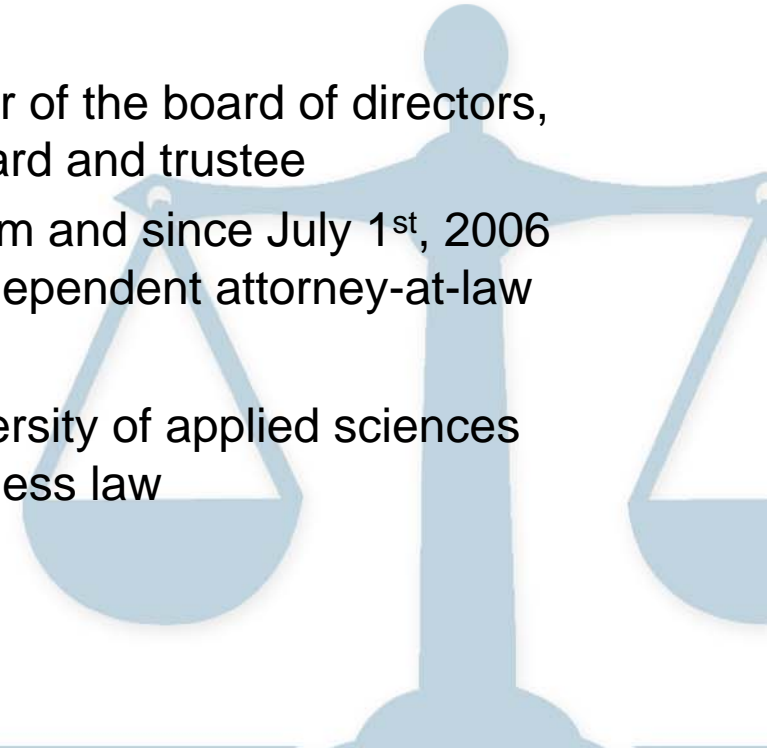 r of the board of directors,
ard and trustee
m and since July 1st, 2006
dependent attorney-at-law
ersity of applied sciences
ess law